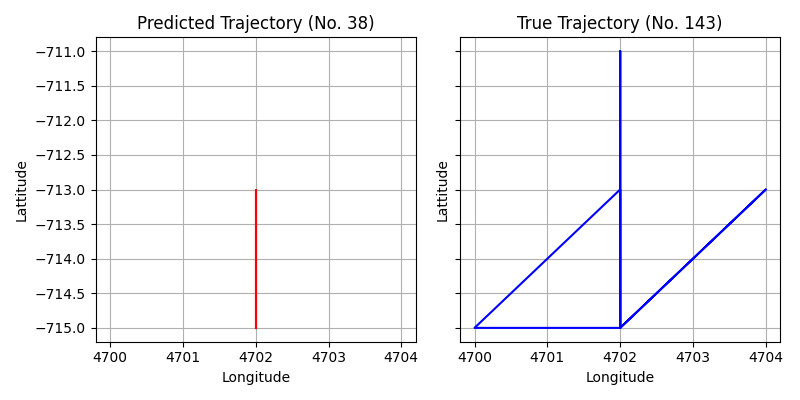 Predicted Trajectory (No. 38)
True Trajectory (No. 143)
−711.0
−711.5
−712.0
−712.5
−713.0
−713.5
−714.0
−714.5
−715.0
Lattitude
Lattitude
4700 4701 4702 4703 4704
4700 4701 4702 4703 4704
Longitude
Longitude